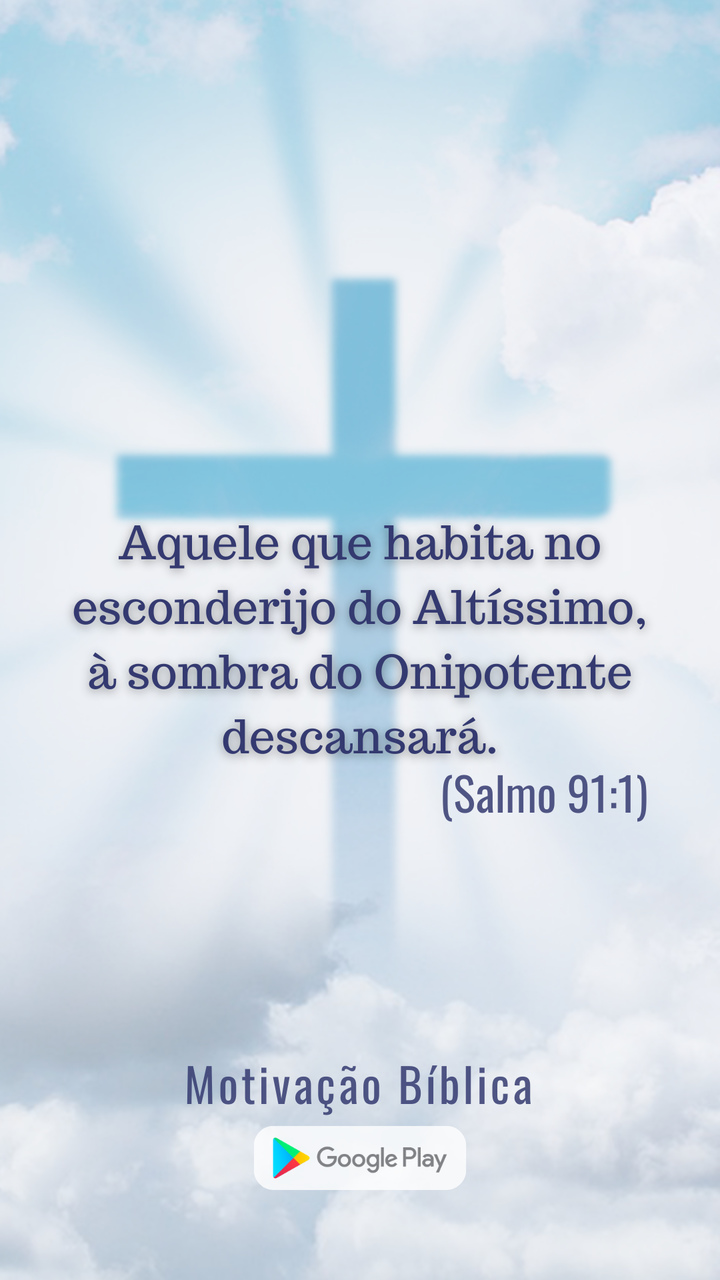 Aquele que habita no
esconderijo do Altíssimo,
à sombra do Onipotente
descansará.
(Salmo 91:1)
Motivação Bíblica
Google Play